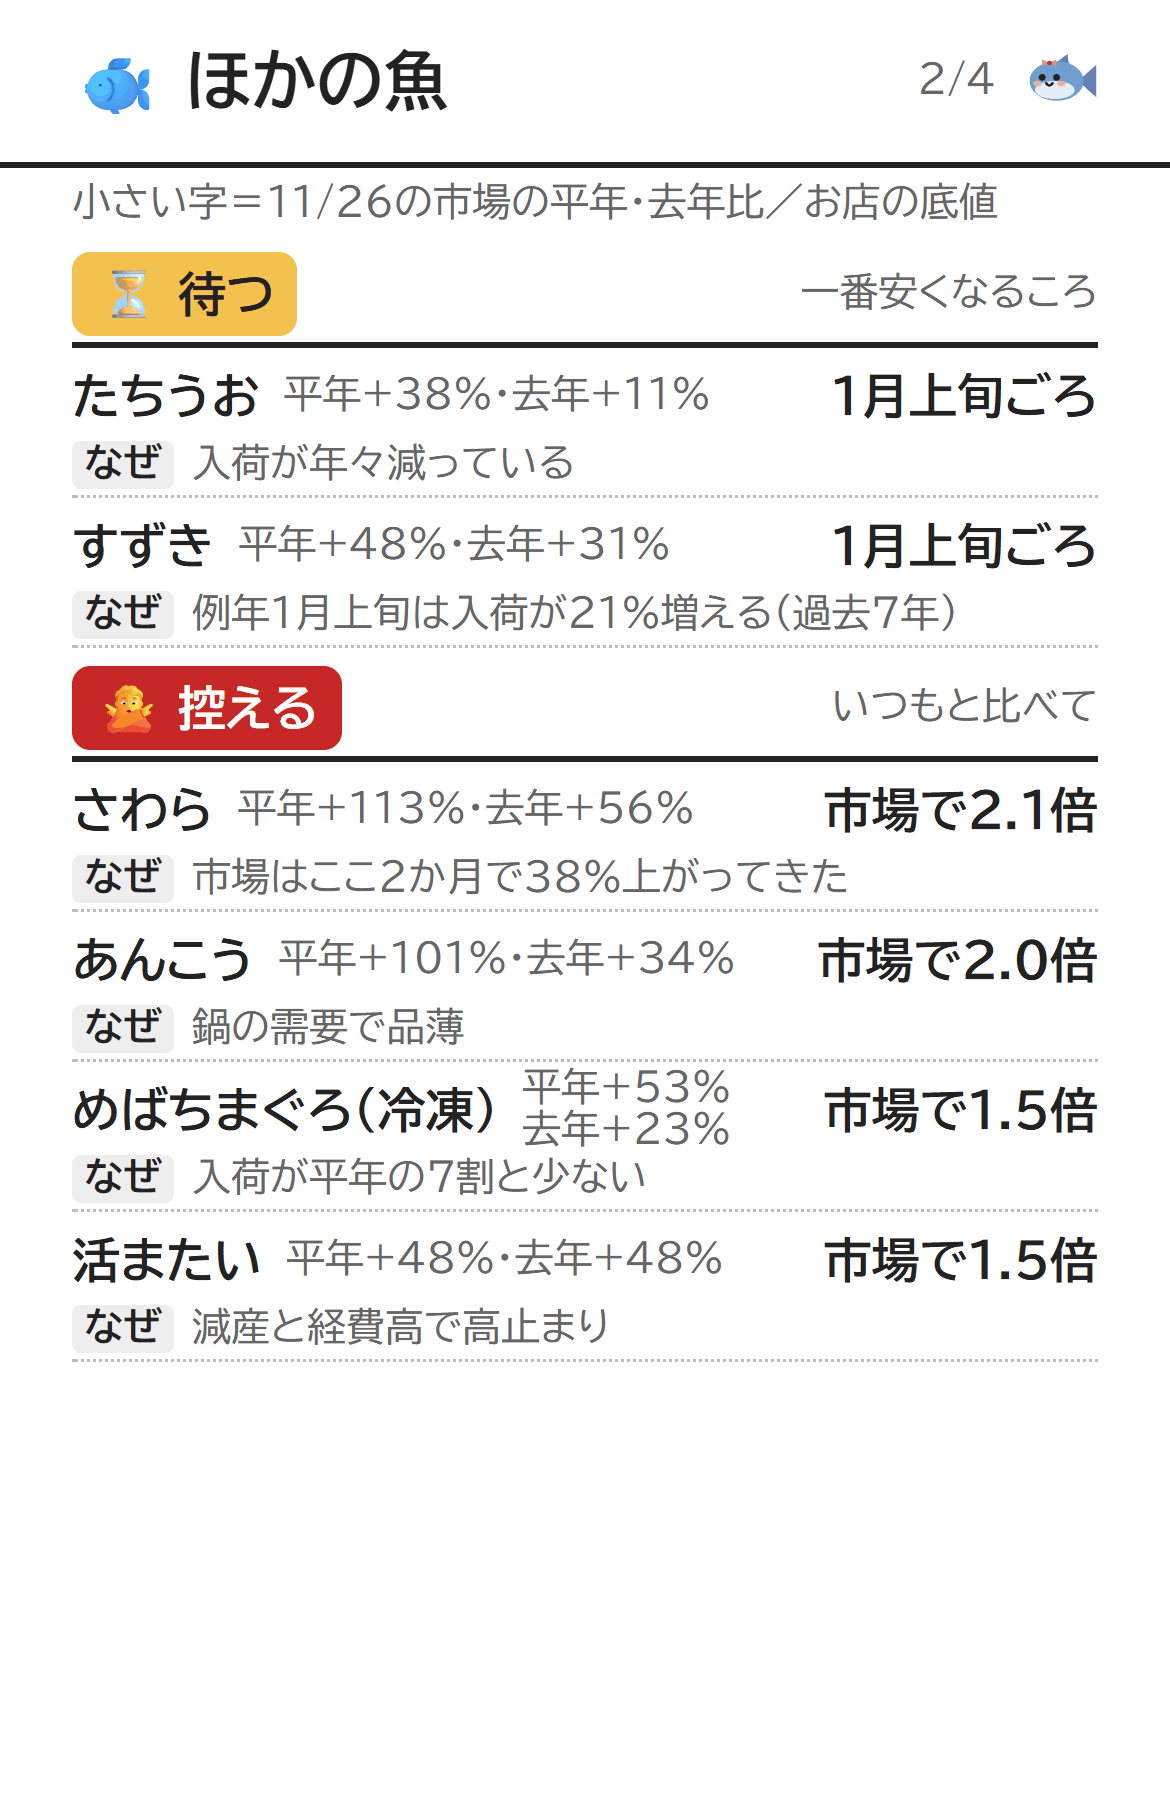 ほかの魚
2/4
小さい字＝11/26の市場の平年・去年比／お店の底値
待つ
一番安くなるころ
たちうお 平年+38%・去年+11% 1月上旬ごろ
なぜ 入荷が年々減っている
すずき 平年+48%・去年+31% 1月上旬ごろ
なぜ 例年1月上旬は入荷が21%増える（過去7年）
控える
いつもと比べて
さわら 平年+113%・去年+56% 市場で2.1倍
なぜ 市場はここ2か月で38%上がってきた
あんこう 平年+101%・去年+34% 市場で2.0倍
なぜ 鍋の需要で品薄
めばちまぐろ（冷凍） 平年+53% 去年+23% 市場で1.5倍
なぜ 入荷が平年の7割と少ない
活まだい 平年+48%・去年+48% 市場で1.5倍
なぜ 減産と経費高で高止まり